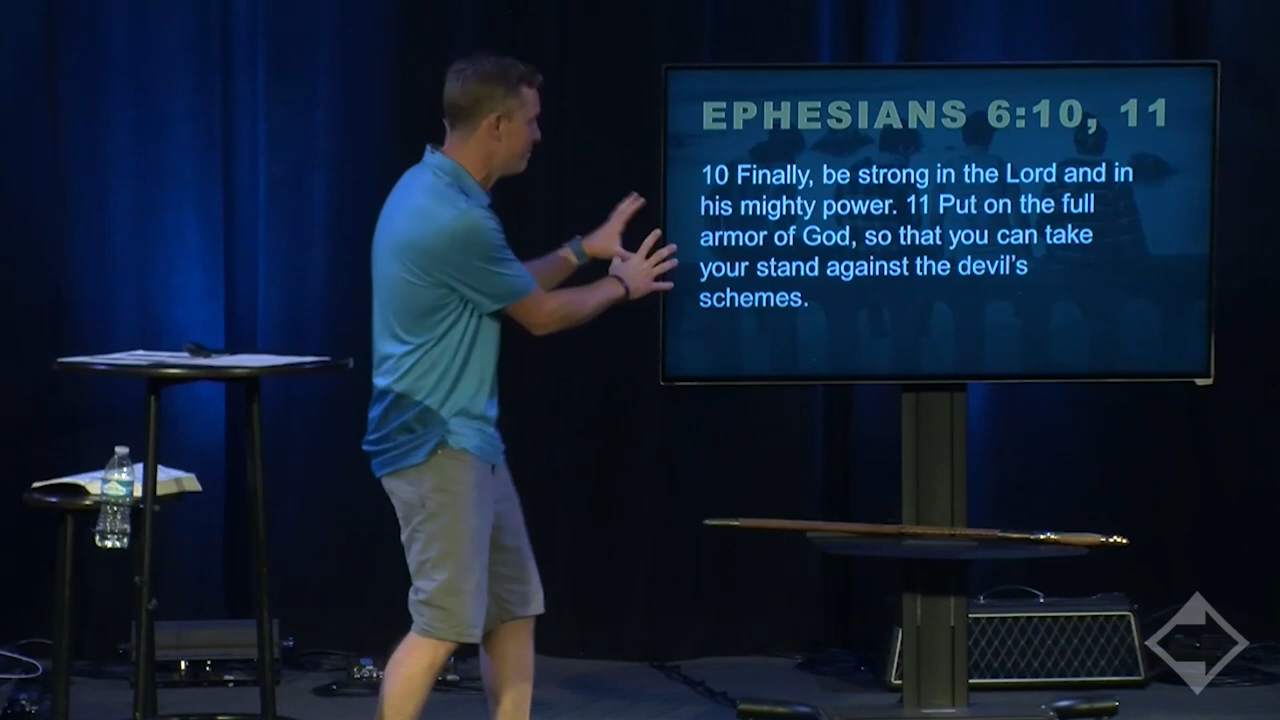 EPHESIANS 6:10, 11
10 Finally, be strong in the Lord and in
his mighty power. 11 Put on the full
armor of God, so that you can take
your stand against the devil's
schemes.